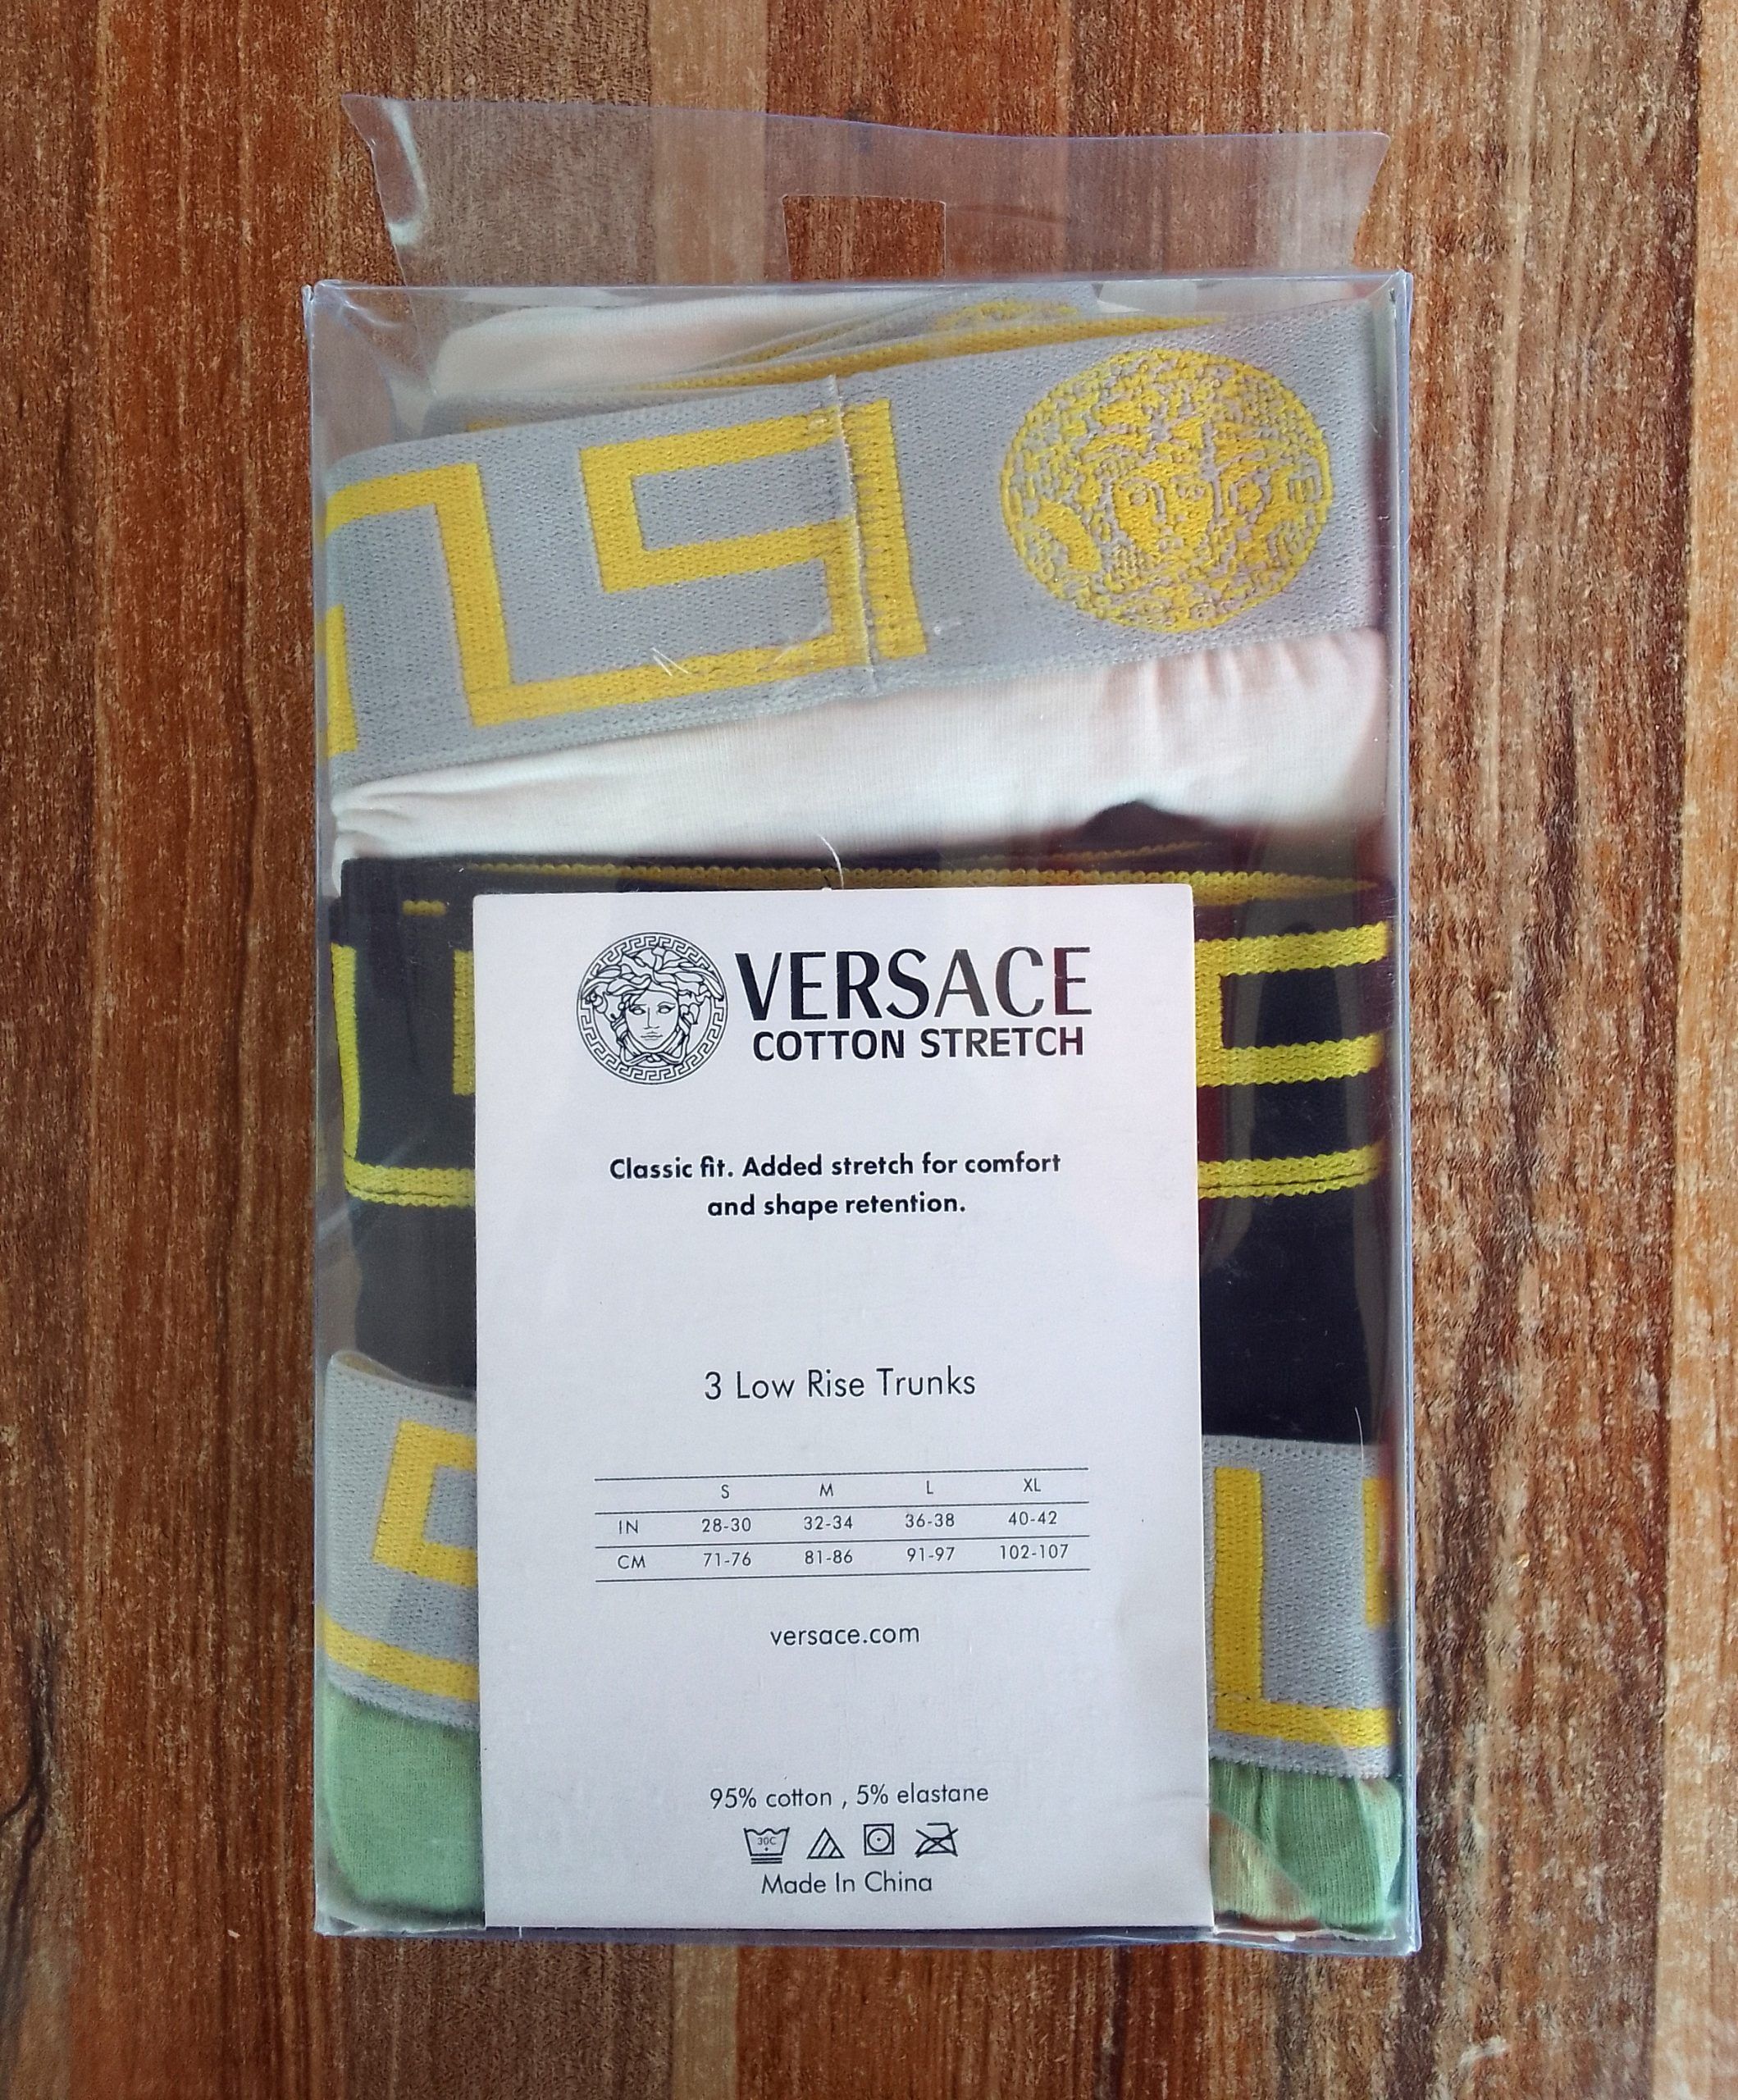 VERSACE
COTTON STRETCH
Classic fit. Added stretch for comfort
and shape retention.
3 Low Rise Trunks
S M L XL
IN 28-30 32-34 36-38 40-42
CM 71-76 81-86 91-97 102-107
versace.com
95% cotton , 5% elastane
30C
Made In China